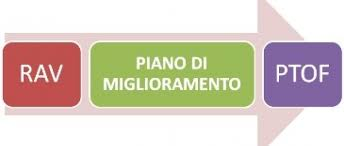 RAV
PIANO DI
MIGLIORAMENTO
PTOF